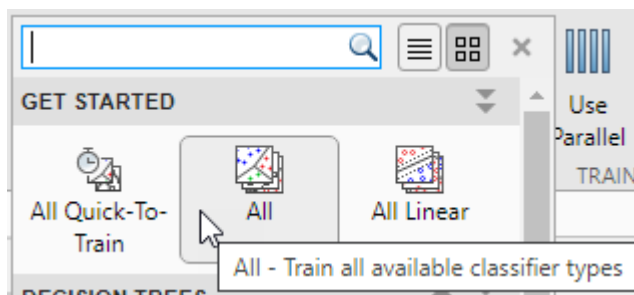 GET STARTED
Use
Parallel
TRAIN
All Quick-To-
Train
All
All Linear
All - Train all available classifier types
DECISION TREES